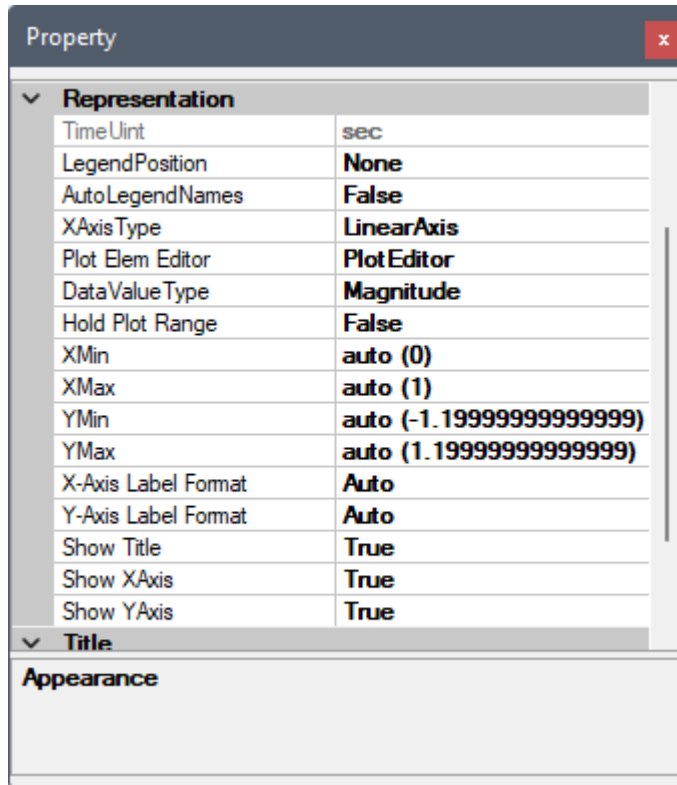 Property
x
Representation
TimeUint sec
LegendPosition None
AutoLegendNames False
XAxisType LinearAxis
Plot Elem Editor PlotEditor
DataValueType Magnitude
Hold Plot Range False
XMin auto (0)
XMax auto (1)
YMin auto (-1.19999999999999)
YMax auto (1.19999999999999)
X-Axis Label Format Auto
Y-Axis Label Format Auto
Show Title True
Show XAxis True
Show YAxis True
Title
Appearance